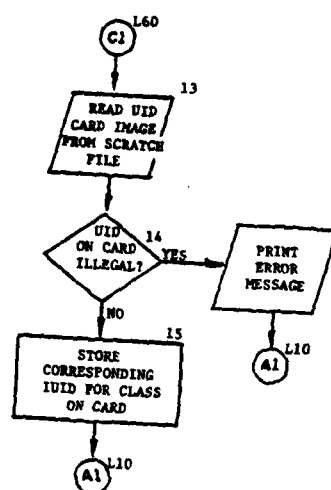 L60
C1
13
READ UID
CARD IMAGE
FROM SCRATCH
FILE
14
UID
ON CARD
ILLEGAL?
YES
PRINT
ERROR
MESSAGE
L10
A1
NO
15
STORE
CORRESPONDING
IUID FOR CLASS
ON CARD
L10
A1